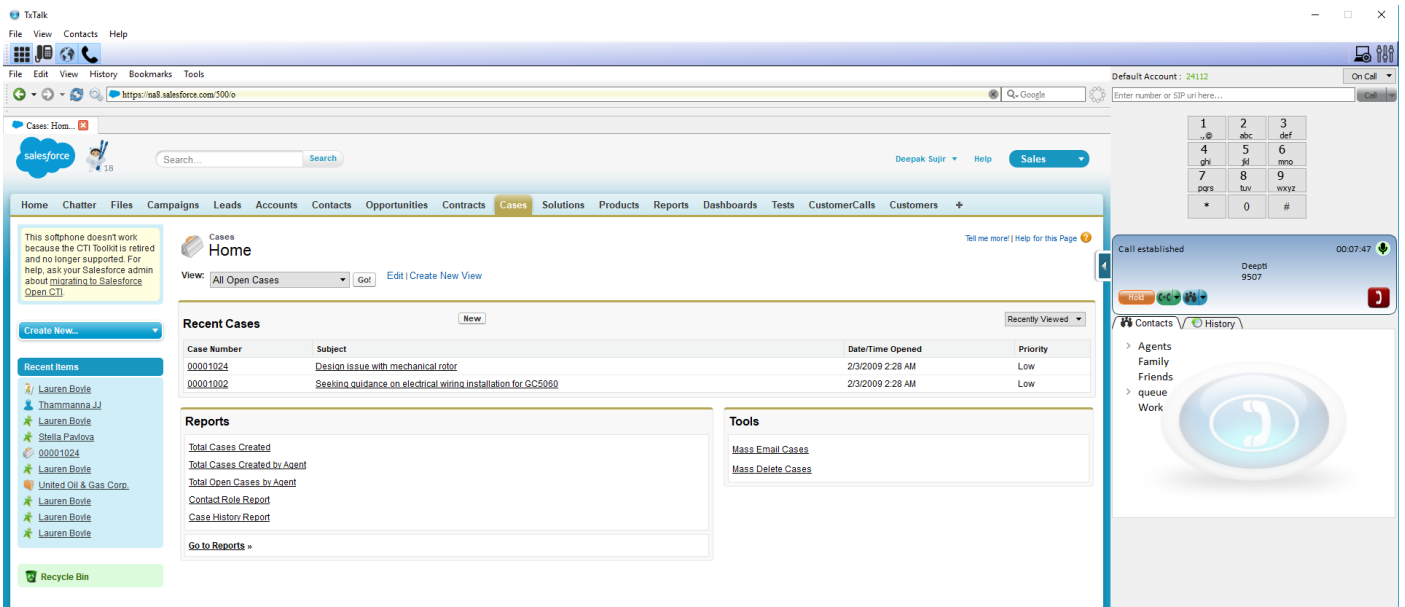 TxTalk
File View Contacts Help
File Edit View History Bookmarks Tools
https://na8.salesforce.com/500/o
Google
Cases: Hom...
salesforce
18
Search...
Search
Deepak Sujir
Help
Sales
Home Chatter Files Campaigns Leads Accounts Contacts Opportunities Contracts Cases Solutions Products Reports Dashboards Tests CustomerCalls Customers +
This softphone doesn't work
because the CTI Toolkit is retired
and no longer supported. For
help, ask your Salesforce admin
about migrating to Salesforce
Open CTI.
Create New...
Recent Items
Lauren Boyle
Thammanna JJ
Lauren Boyle
Stella Pavlova
00001024
Lauren Boyle
United Oil & Gas Corp.
Lauren Boyle
Lauren Boyle
Lauren Boyle
Recycle Bin
Cases
Home
Tell me more! | Help for this Page ?
View: All Open Cases Go! Edit | Create New View
Recent Cases New Recently Viewed
Case Number Subject Date/Time Opened Priority
00001024 Design issue with mechanical rotor 2/3/2009 2:28 AM Low
00001002 Seeking guidance on electrical wiring installation for GC5060 2/3/2009 2:28 AM Low
Reports
Total Cases Created
Total Cases Created by Agent
Total Open Cases by Agent
Contact Role Report
Case History Report
Go to Reports »
Tools
Mass Email Cases
Mass Delete Cases
Default Account : 24112 On Call
Enter number or SIP uri here... Call
1 2 3
.,@ abc def
4 5 6
ghi jkl mno
7 8 9
pqrs tuv wxyz
* 0 #
Call established 00:07:47
Deepti
9507
Hold
Contacts History
Agents
Family
Friends
queue
Work